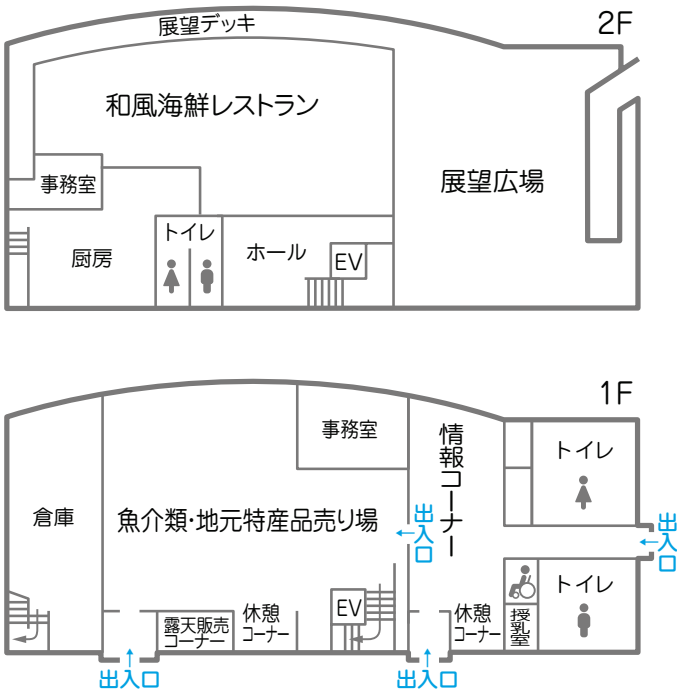 展望デッキ
2F
和風海鮮レストラン
事務室
展望広場
トイレ
厨房
ホール
EV
1F
事務室
情報コーナー
トイレ
倉庫
魚介類・地元特産品売り場
出入口
出入口
トイレ
EV
露天販売
コーナー
休憩
コーナー
休憩
コーナー
授乳室
出入口
出入口